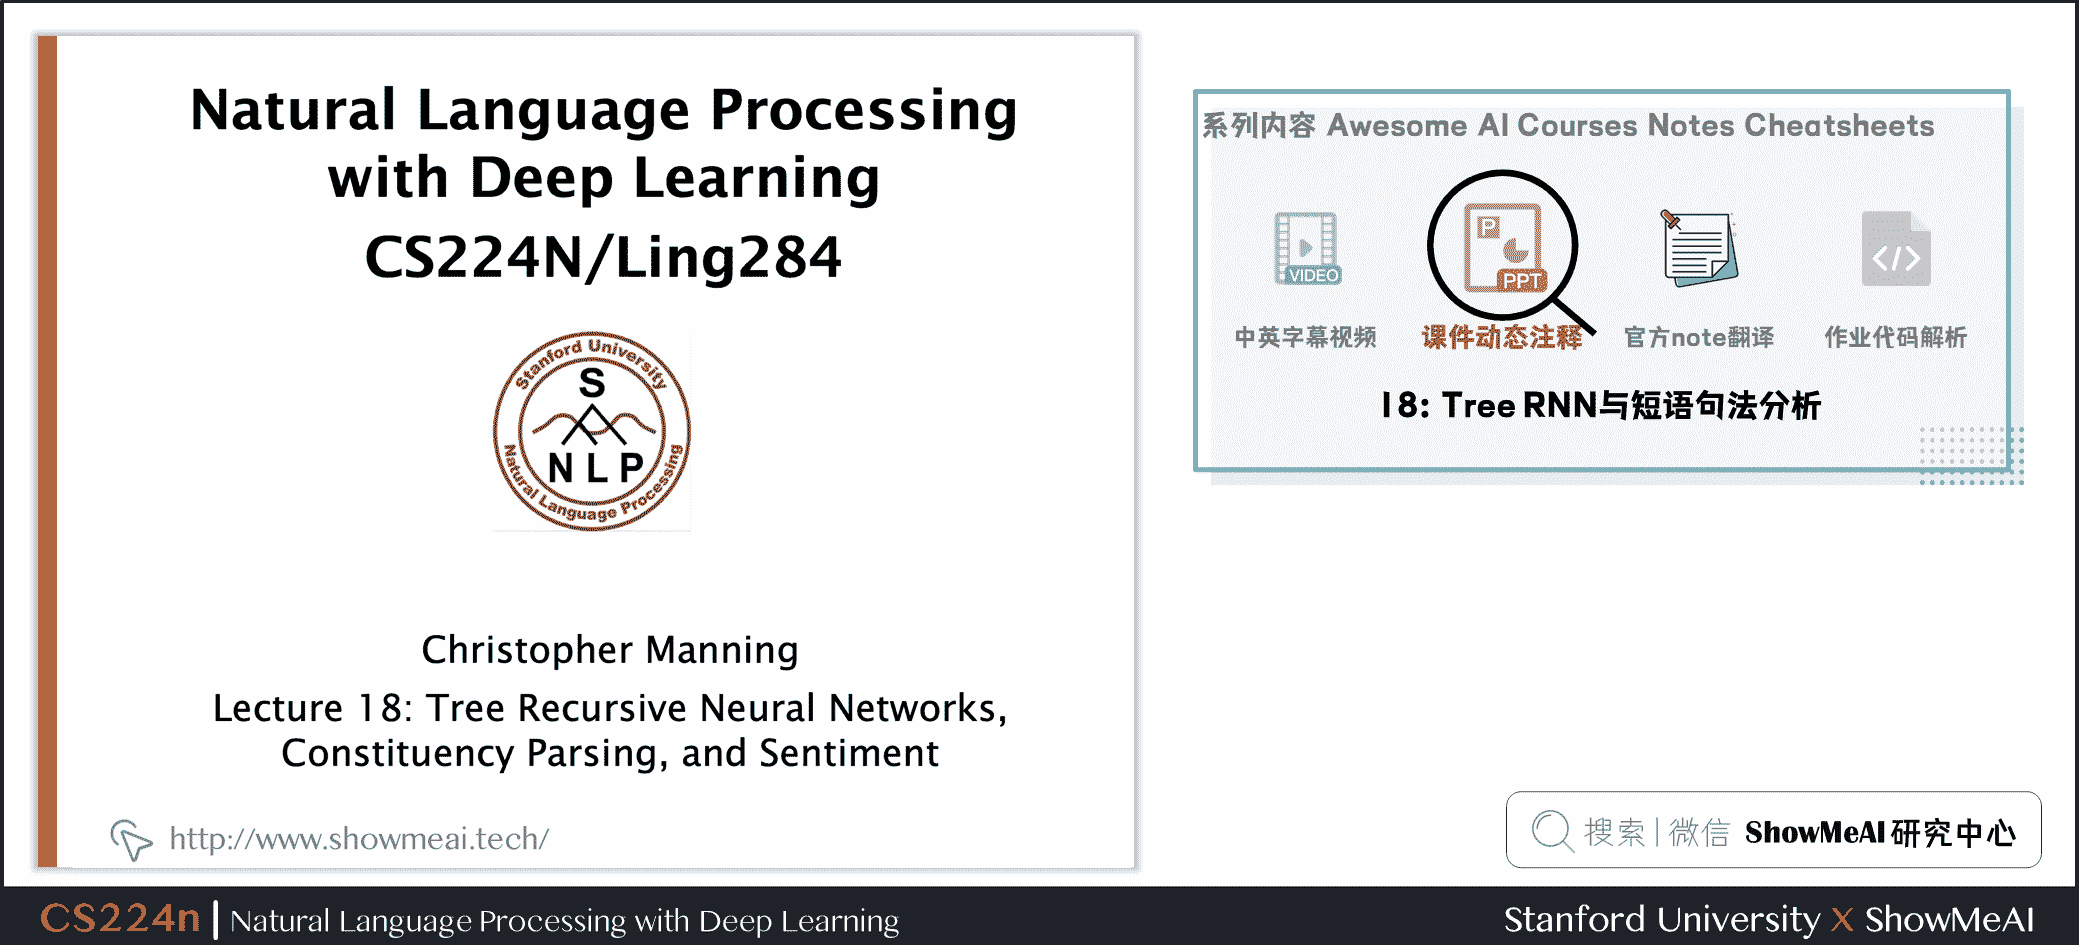 Natural Language Processing
with Deep Learning
CS224N/Ling284
Stanford University
S
NLP
Natural Language Processing
Christopher Manning
Lecture 18: Tree Recursive Neural Networks,
Constituency Parsing, and Sentiment
http://www.showmeai.tech/
系列内容 Awesome AI Courses Notes Cheatsheets
VIDEO
P
PPT
</>
中英字幕视频
课件动态注释
官方note翻译
作业代码解析
18: Tree RNN与短语句法分析
搜索|微信 ShowMeAI研究中心
CS224n | Natural Language Processing with Deep Learning
Stanford University X ShowMeAI